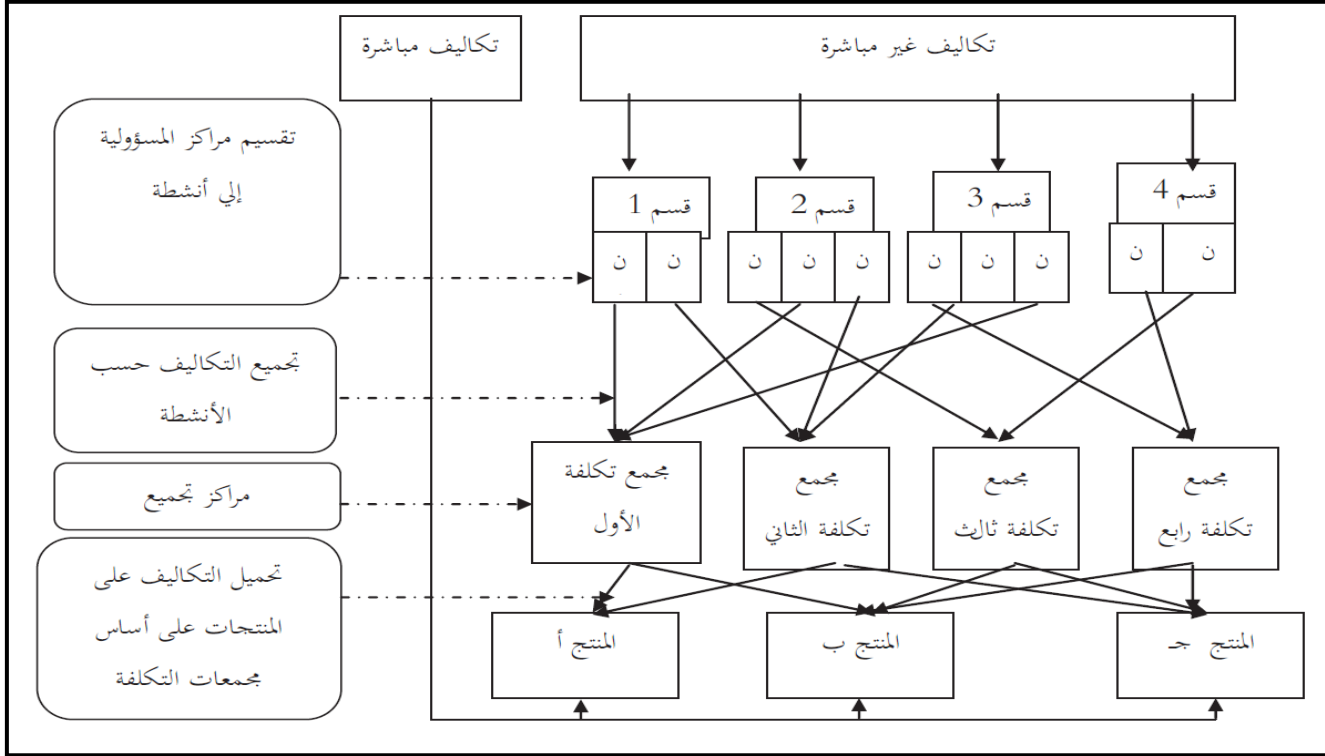 تكاليف غير مباشرة
تكاليف مباشرة
تقسيم مراكز المسؤولية
إلي أنشطة
قسم 1
قسم 2
قسم 3
قسم 4
ن
ن
ن
ن
ن
ن
ن
ن
ن
ن
تجميع التكاليف حسب
الأنشطة
مجمع تكلفة
الأول
مجمع
تكلفة الثاني
مجمع
تكلفة ثالث
مجمع
تكلفة رابع
مراكز تجميع
تحميل التكاليف على
المنتجات على أساس
مجمعات التكلفة
المنتج أ
المنتج ب
المنتج جـ